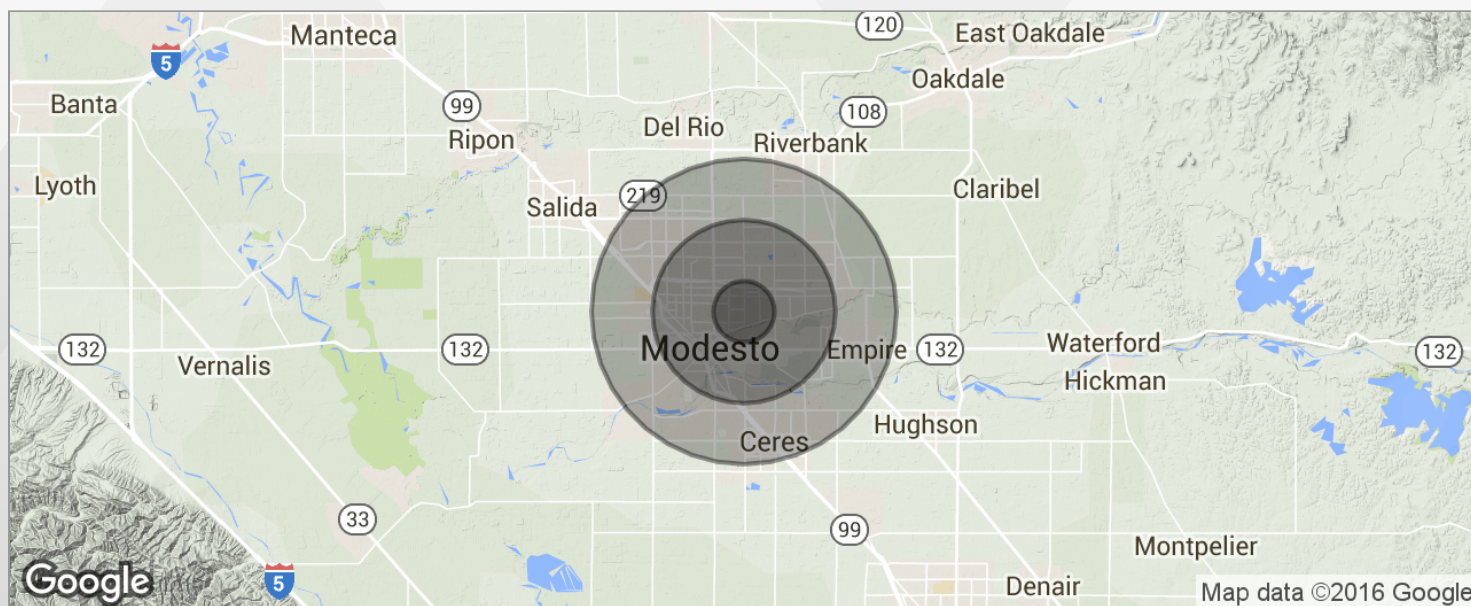 120
Manteca
East Oakdale
5
Oakdale
Banta
99
108
Ripon
Del Rio
Riverbank
Lyoth
219
Claribel
Salida
132
Vernalis
132
Modesto
Empire
132
Waterford
132
Hickman
Hughson
Ceres
33
99
Montpelier
Google
5
Denair
Map data ©2016 Google